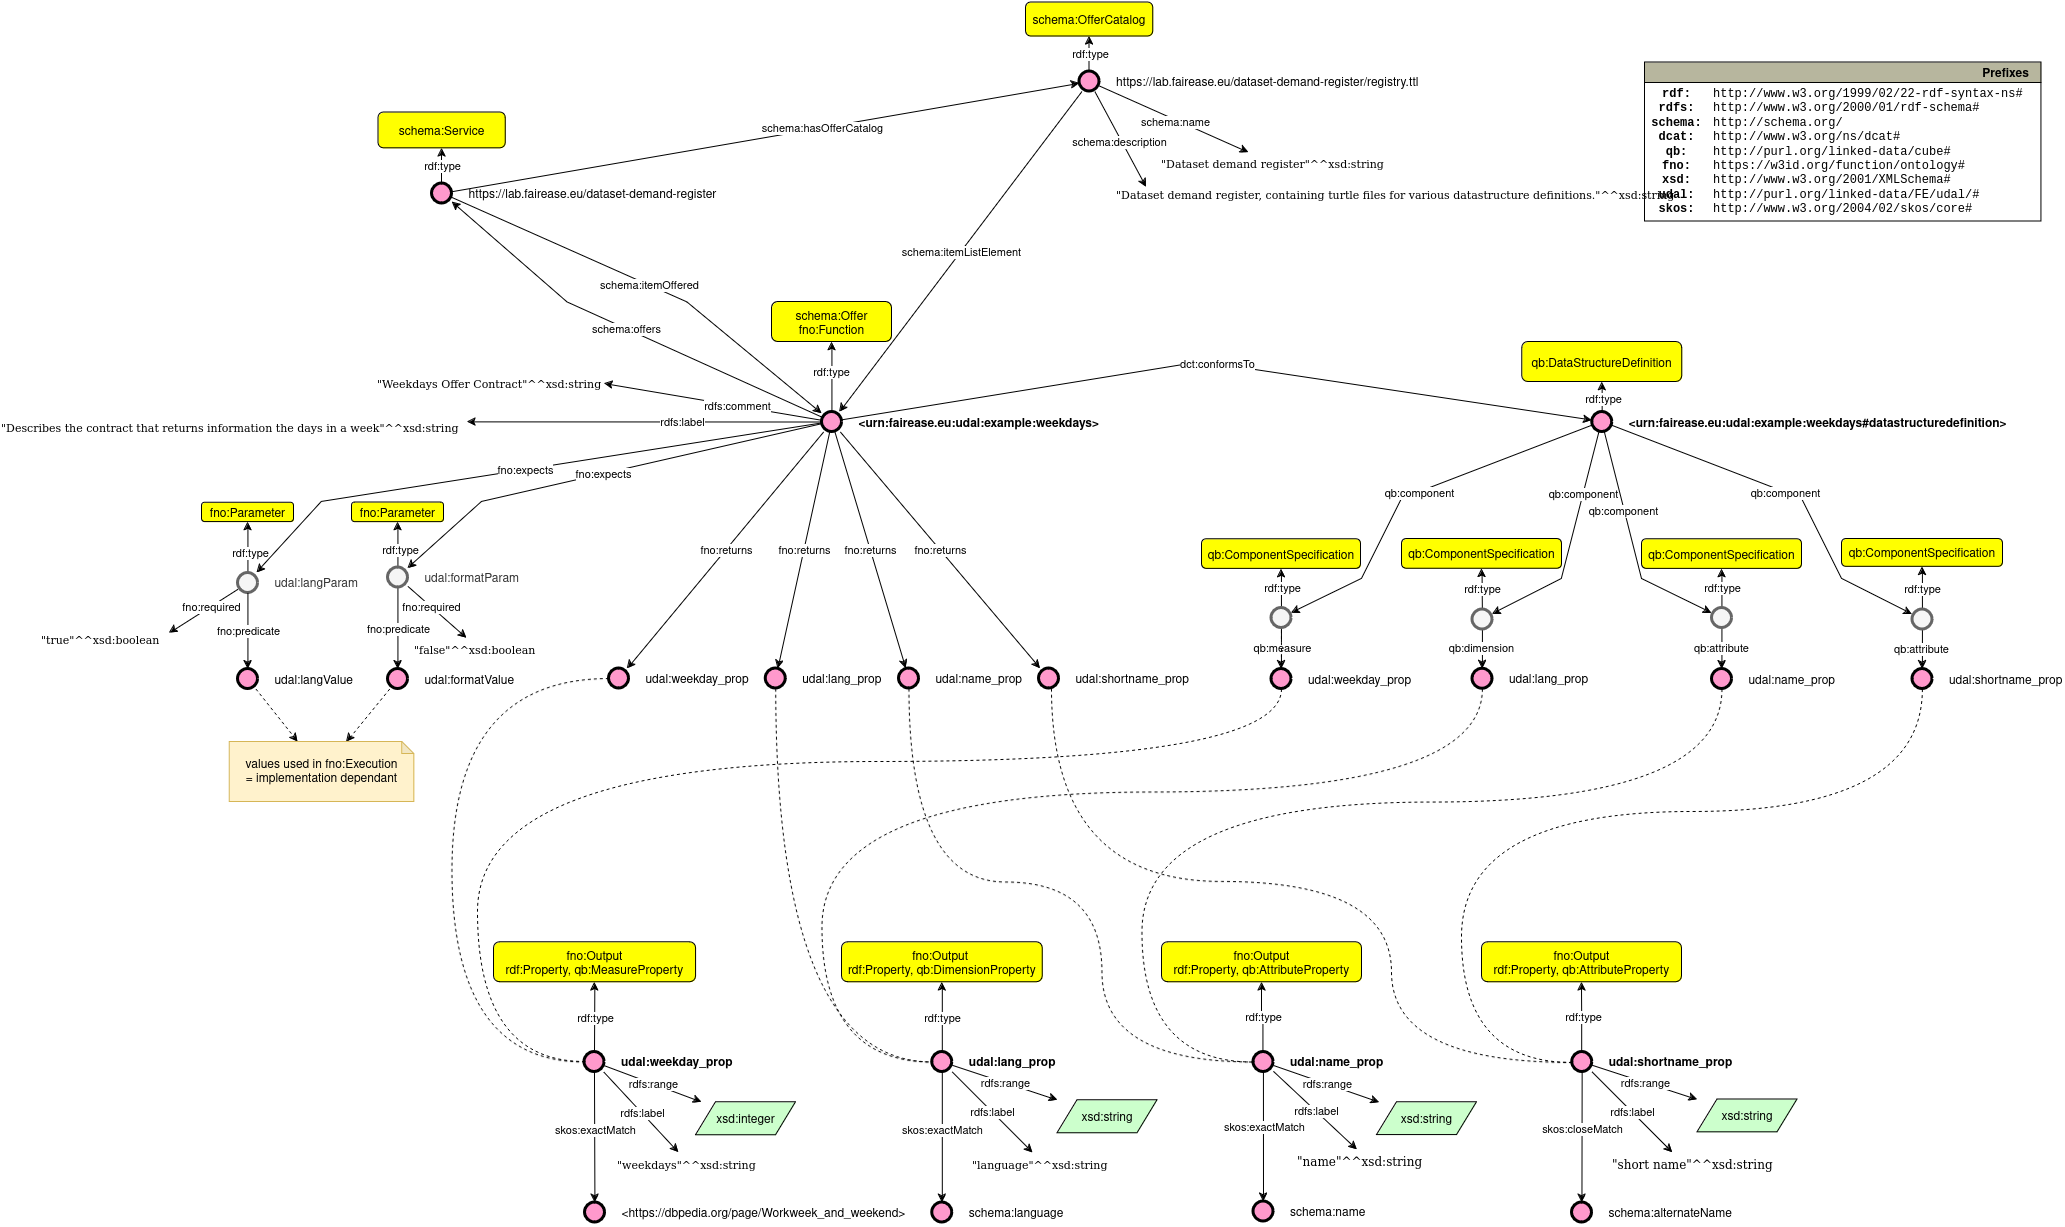 schema:OfferCatalog
rdf:type
https://lab.fairease.eu/dataset-demand-register/registry.ttl
Prefixes
rdf: http://www.w3.org/1999/02/22-rdf-syntax-ns#
rdfs: http://www.w3.org/2000/01/rdf-schema#
schema: http://schema.org/
dcat: http://www.w3.org/ns/dcat#
qb: http://purl.org/linked-data/cube#
fno: https://w3id.org/function/ontology#
xsd: http://www.w3.org/2001/XMLSchema#
udal: http://purl.org/linked-data/FE/udal/#
skos: http://www.w3.org/2004/02/skos/core#
schema:Service
schema:hasOfferCatalog
schema:name
schema:description
rdf:type
"Dataset demand register"^^xsd:string
https://lab.fairease.eu/dataset-demand-register
"Dataset demand register, containing turtle files for various datastructure definitions."^^xsd:string
schema:itemListElement
schema:itemOffered
schema:offers
schema:Offer
fno:Function
rdf:type
dct:conformsTo
qb:DataStructureDefinition
rdf:type
"Weekdays Offer Contract"^^xsd:string
rdfs:comment
rdfs:label
"Describes the contract that returns information the days in a week"^^xsd:string
<urn:fairease.eu:udal:example:weekdays>
<urn:fairease.eu:udal:example:weekdays#datastructuredefinition>
fno:expects
fno:expects
qb:component
qb:component
qb:component
qb:component
fno:Parameter
fno:Parameter
rdf:type
rdf:type
fno:returns
fno:returns
fno:returns
fno:returns
qb:ComponentSpecification
qb:ComponentSpecification
qb:ComponentSpecification
qb:ComponentSpecification
udal:langParam
udal:formatParam
rdf:type
rdf:type
rdf:type
rdf:type
fno:required
fno:required
fno:predicate
fno:predicate
"true"^^xsd:boolean
"false"^^xsd:boolean
qb:measure
qb:dimension
qb:attribute
qb:attribute
udal:langValue
udal:formatValue
udal:weekday_prop
udal:lang_prop
udal:name_prop
udal:shortname_prop
udal:weekday_prop
udal:lang_prop
udal:name_prop
udal:shortname_prop
values used in fno:Execution
= implementation dependant
fno:Output
rdf:Property, qb:MeasureProperty
fno:Output
rdf:Property, qb:DimensionProperty
fno:Output
rdf:Property, qb:AttributeProperty
fno:Output
rdf:Property, qb:AttributeProperty
rdf:type
rdf:type
rdf:type
rdf:type
udal:weekday_prop
udal:lang_prop
udal:name_prop
udal:shortname_prop
rdfs:range
rdfs:range
rdfs:range
rdfs:range
rdfs:label
rdfs:label
rdfs:label
rdfs:label
xsd:integer
xsd:string
xsd:string
xsd:string
skos:exactMatch
skos:exactMatch
skos:exactMatch
skos:closeMatch
"weekdays"^^xsd:string
"language"^^xsd:string
"name"^^xsd:string
"short name"^^xsd:string
<https://dbpedia.org/page/Workweek_and_weekend>
schema:language
schema:name
schema:alternateName